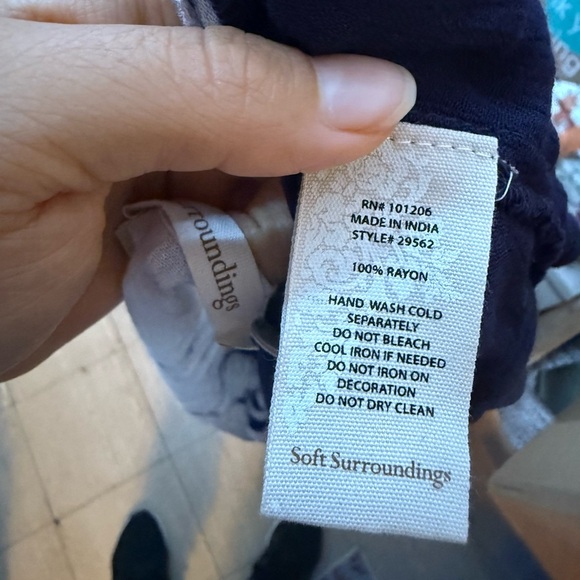 RN# 101206
MADE IN INDIA
STYLE# 29562
100% RAYON
HAND WASH COLD
SEPARATELY
DO NOT BLEACH
COOL IRON IF NEEDED
DO NOT IRON ON
DECORATION
DO NOT DRY CLEAN
Soft Surroundings
rroundings